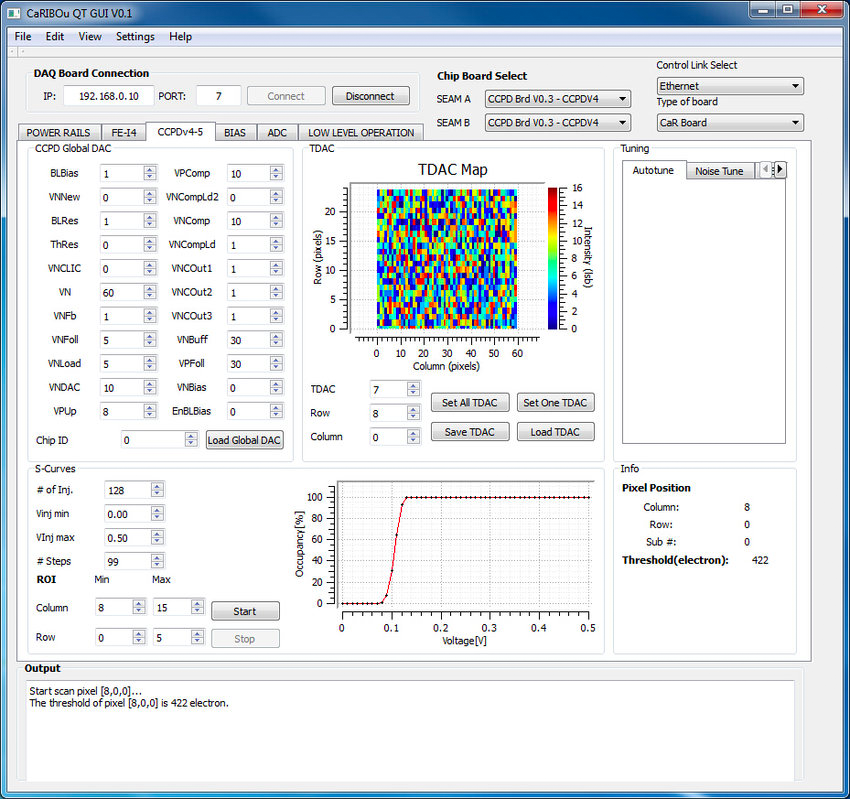 CaRIBOu QT GUI V0.1
File Edit View Settings Help
DAQ Board Connection
IP: 192.168.0.10 PORT: 7 Connect Disconnect
Chip Board Select
SEAM A CCPD Brd V0.3 - CCPDV4
SEAM B CCPD Brd V0.3 - CCPDV4
Control Link Select
Ethernet
Type of board
CaR Board
POWER RAILS FE-I4 CCPDv4-5 BIAS ADC LOW LEVEL OPERATION
CCPD Global DAC
BLBias 1 VPComp 10
VNNew 0 VNCompLd2 0
BLRes 1 VNComp 10
ThRes 0 VNCompLd 1
VNCLIC 0 VNCOut1 1
VN 60 VNCOut2 1
VNFb 1 VNCOut3 1
VNFoll 5 VNBuff 30
VNLoad 5 VPFoll 30
VNDAC 10 VNBias 0
VPUp 8 EnBLBias 0
Chip ID 0 Load Global DAC
TDAC
TDAC Map
Row (pixels)
20
15
10
5
0
0 10 20 30 40 50 60
Column (pixels)
16
14
12
10
8
6
4
2
0
Intensity (lsb)
TDAC 7
Row 8
Column 0
Set All TDAC Set One TDAC
Save TDAC Load TDAC
Tuning
Autotune Noise Tune
S-Curves
# of Inj. 128
Vinj min 0.00
VInj max 0.50
# Steps 99
ROI Min Max
Column 8 15 Start
Row 0 5 Stop
Occupancy[%]
100
80
60
40
20
0
0 0.1 0.2 0.3 0.4 0.5
Voltage[V]
Info
Pixel Position
Column: 8
Row: 0
Sub #: 0
Threshold(electron): 422
Output
Start scan pixel [8,0,0]...
The threshold of pixel [8,0,0] is 422 electron.